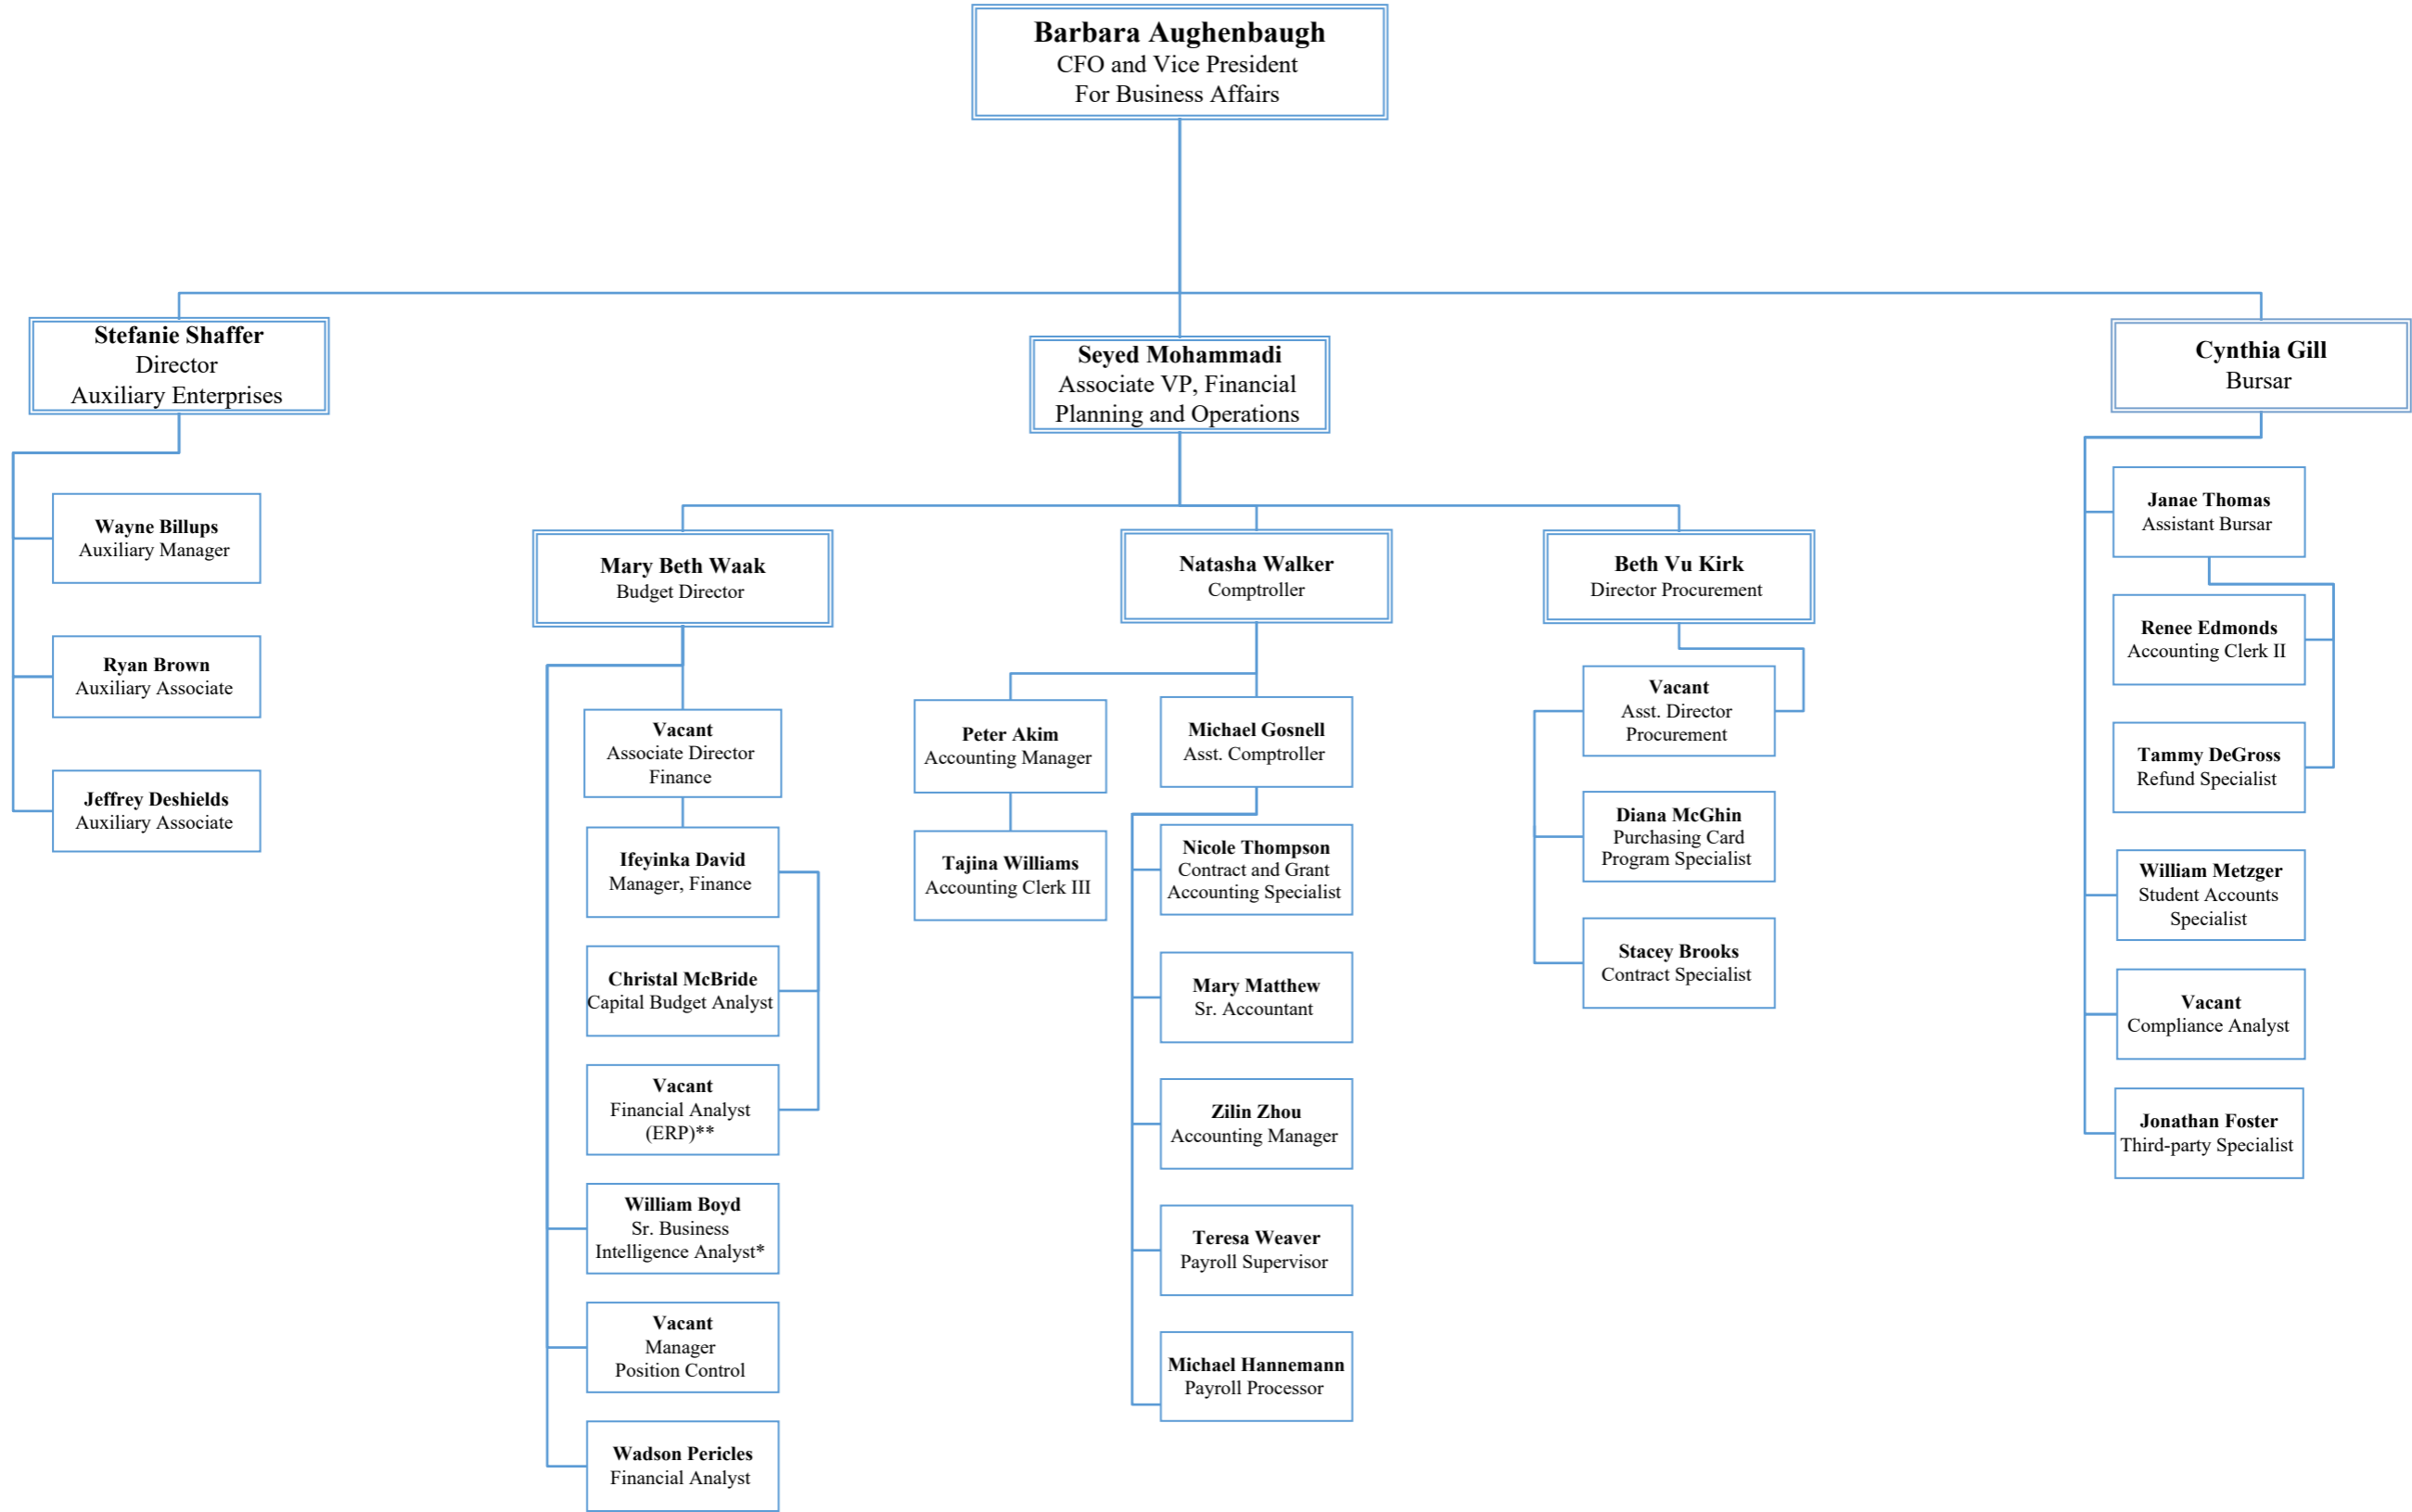 Barbara Aughenbaugh
CFO and Vice President
For Business Affairs
Stefanie Shaffer
Director
Auxiliary Enterprises
Wayne Billups
Auxiliary Manager
Ryan Brown
Auxiliary Associate
Jeffrey Deshields
Auxiliary Associate
Seyed Mohammadi
Associate VP, Financial
Planning and Operations
Mary Beth Waak
Budget Director
Vacant
Associate Director
Finance
Ifeyinka David
Manager, Finance
Christal McBride
Capital Budget Analyst
Vacant
Financial Analyst
(ERP)**
William Boyd
Sr. Business
Intelligence Analyst*
Vacant
Manager
Position Control
Wadson Pericles
Financial Analyst
Natasha Walker
Comptroller
Peter Akim
Accounting Manager
Tajina Williams
Accounting Clerk III
Michael Gosnell
Asst. Comptroller
Nicole Thompson
Contract and Grant
Accounting Specialist
Mary Matthew
Sr. Accountant
Zilin Zhou
Accounting Manager
Teresa Weaver
Payroll Supervisor
Michael Hannemann
Payroll Processor
Beth Vu Kirk
Director Procurement
Vacant
Asst. Director
Procurement
Diana McGhin
Purchasing Card
Program Specialist
Stacey Brooks
Contract Specialist
Cynthia Gill
Bursar
Janae Thomas
Assistant Bursar
Renee Edmonds
Accounting Clerk II
Tammy DeGross
Refund Specialist
William Metzger
Student Accounts
Specialist
Vacant
Compliance Analyst
Jonathan Foster
Third-party Specialist